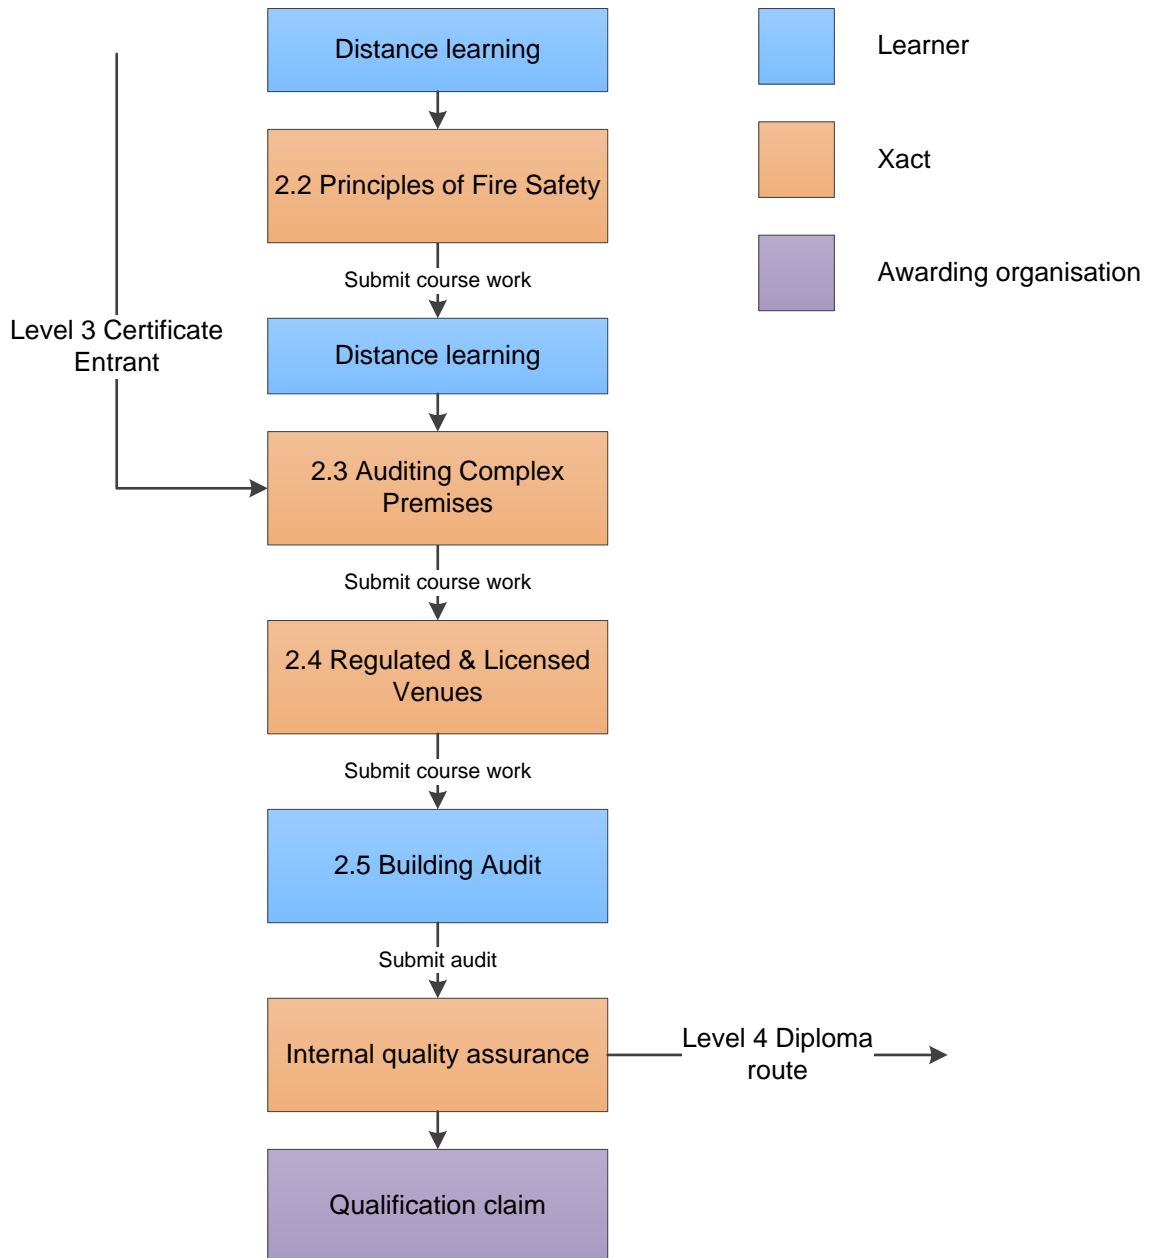 Distance learning
Learner
2.2 Principles of Fire Safety
Xact
Submit course work
Awarding organisation
Level 3 Certificate
Entrant
Distance learning
2.3 Auditing Complex
Premises
Submit course work
2.4 Regulated & Licensed
Venues
Submit course work
2.5 Building Audit
Submit audit
Internal quality assurance
Level 4 Diploma
route
Qualification claim